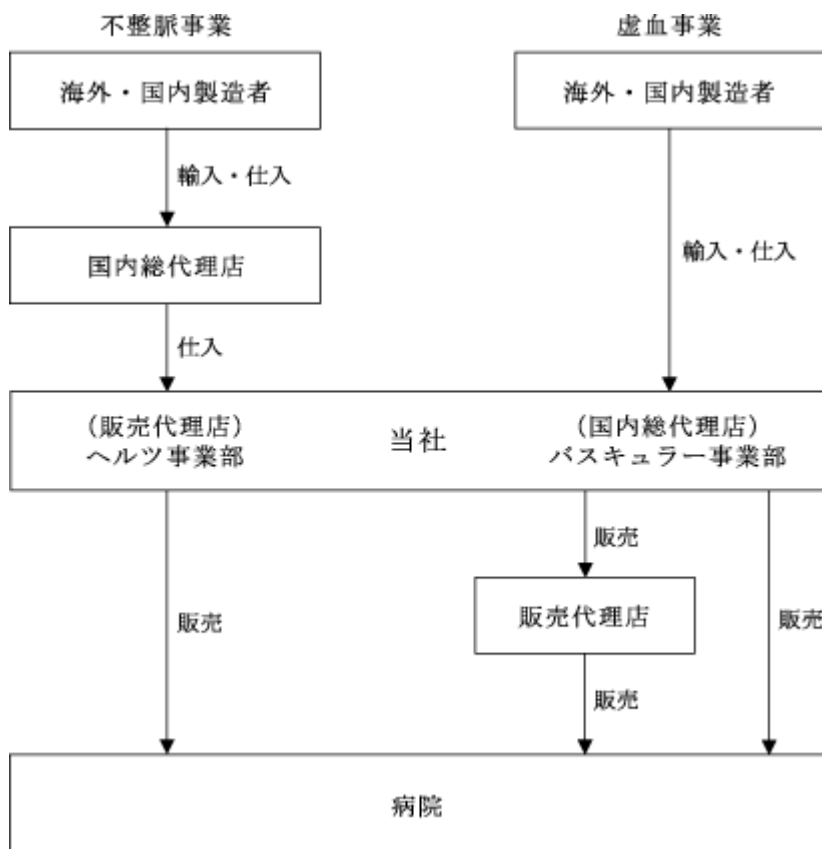 不整脈事業
虚血事業
海外・国内製造者
海外・国内製造者
輸入・仕入
国内総代理店
輸入・仕入
仕入
(販売代理店)
ヘルツ事業部
当社
(国内総代理店)
バスキュラー事業部
販売
販売代理店
販売
販売
販売
病院